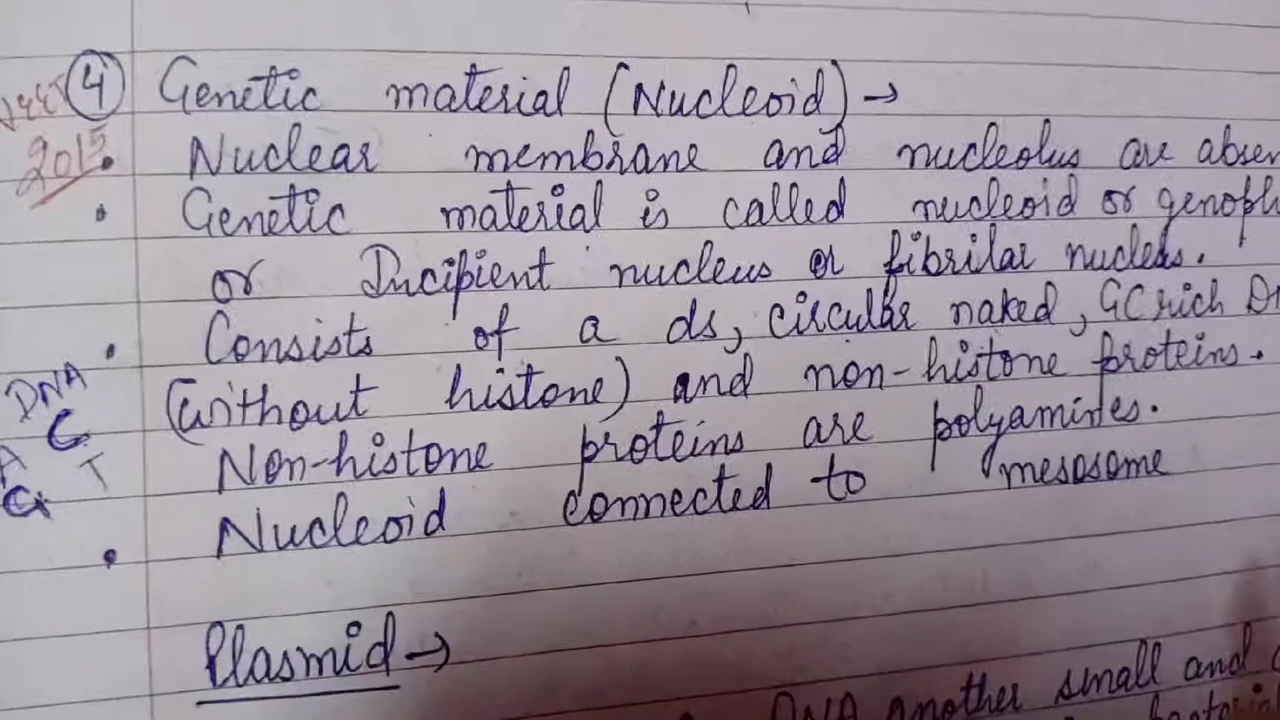 ④ Genetic material (Nucleoid) →
2015
• Nuclear membrane and nucleolus are absen
• Genetic material is called nucleoid or genoph
or Incipient nucleus or fibrilar nucleus.
• Consists of a ds, circular naked, GC rich
(without histone) and non-histone proteins.
Non-histone proteins are polyamines.
• Nucleoid connected to mesosome
DNA
C
A T
G
Plasmid →
DNA another small and